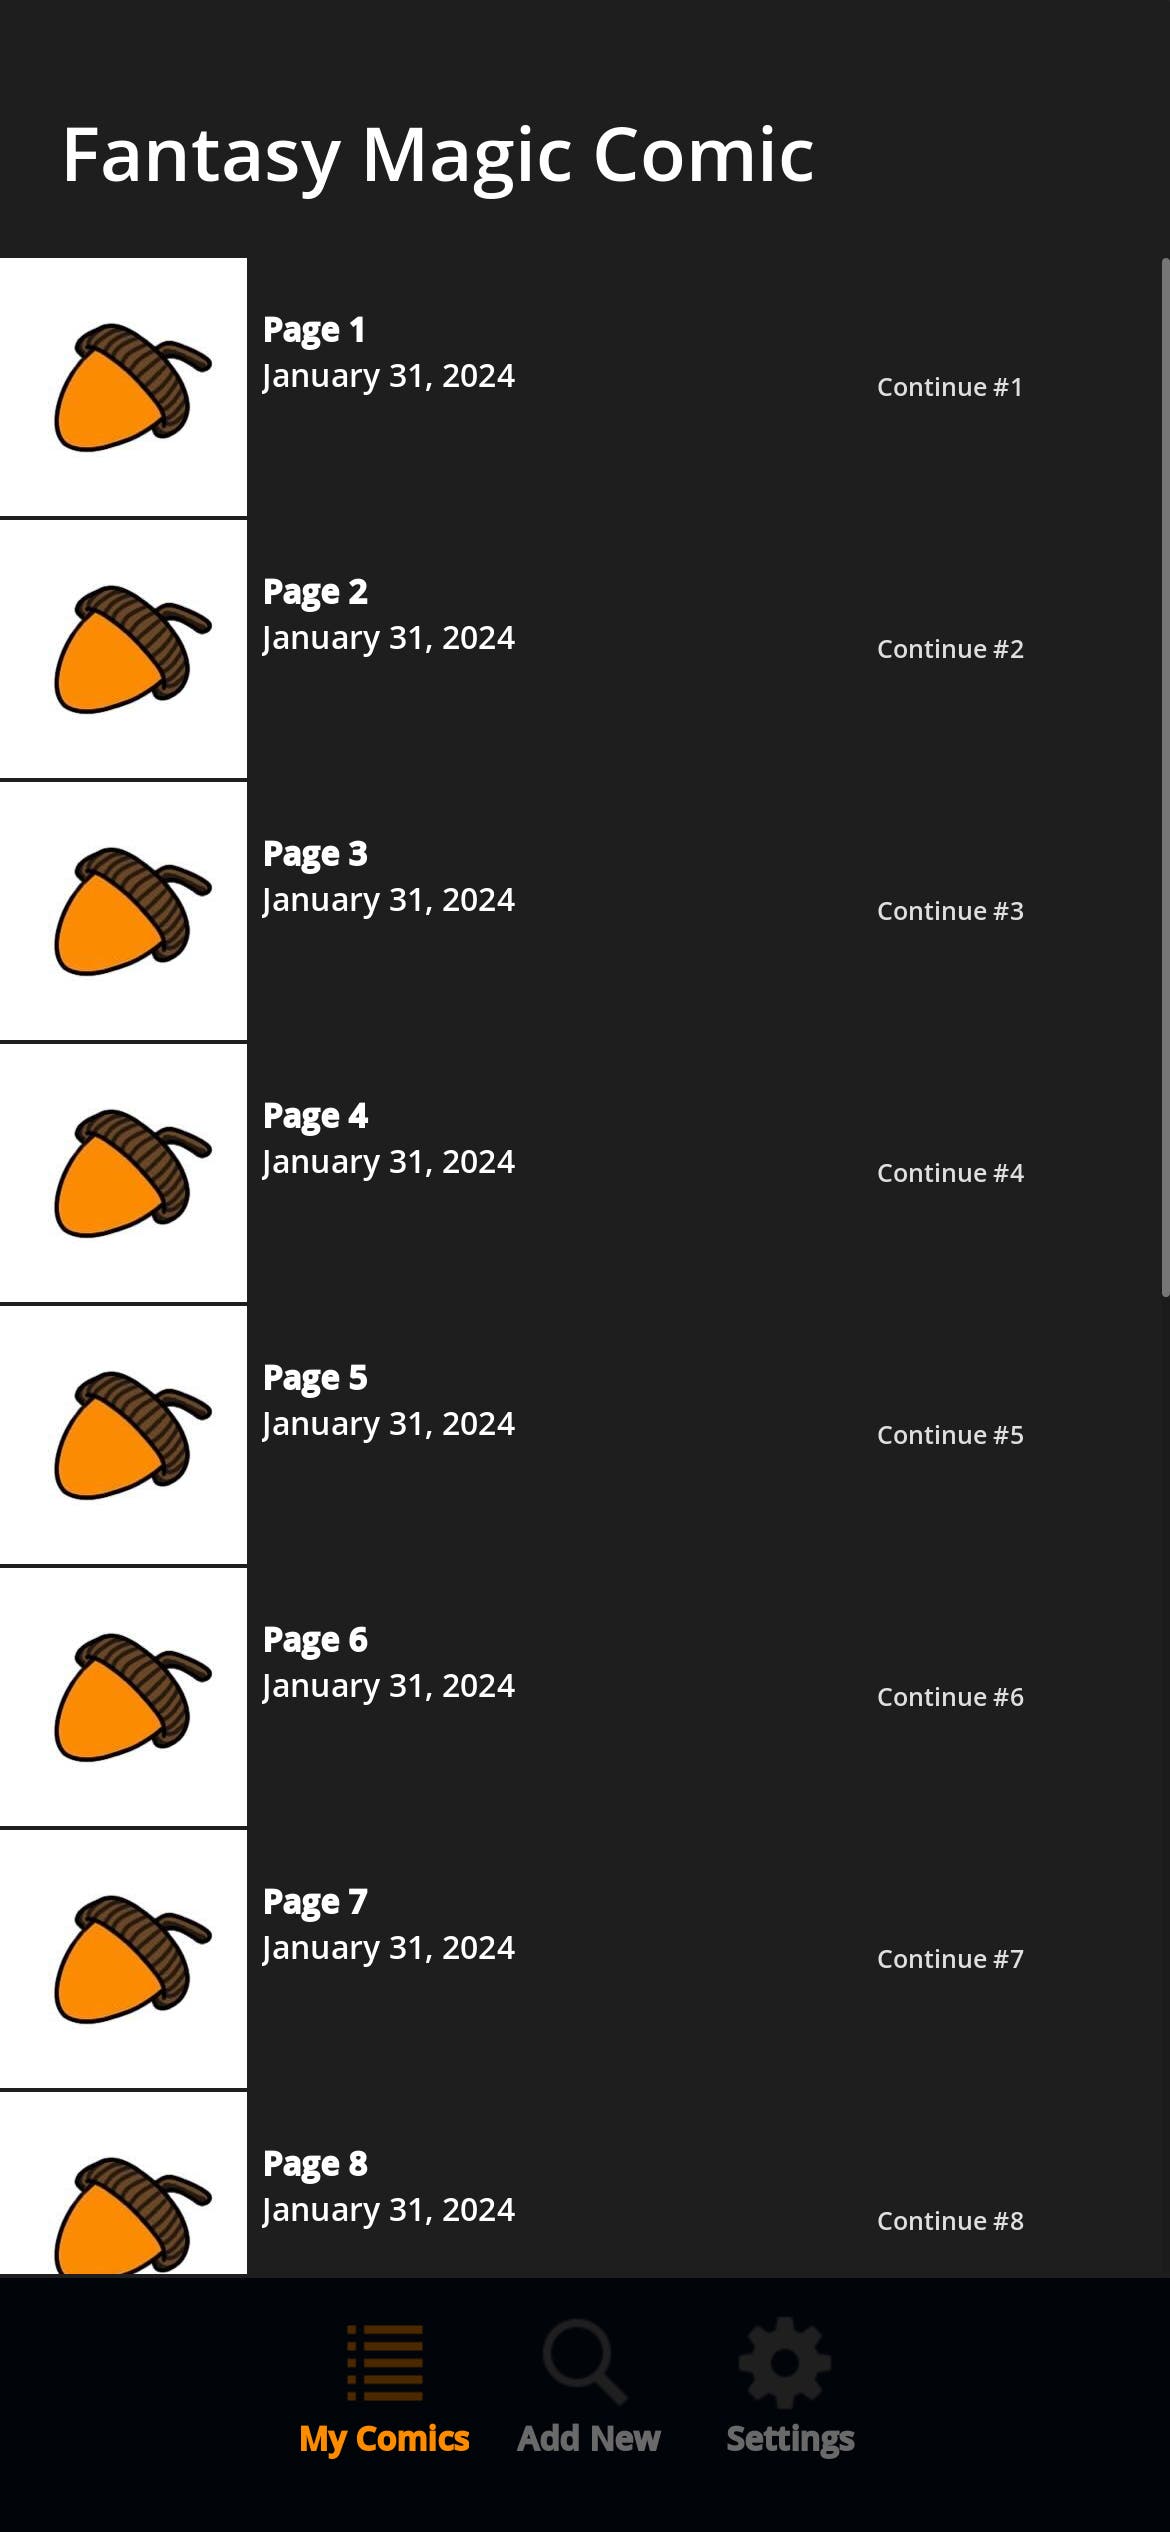 Fantasy Magic Comic
Page 1
January 31, 2024
Continue #1
Page 2
January 31, 2024
Continue #2
Page 3
January 31, 2024
Continue #3
Page 4
January 31, 2024
Continue #4
Page 5
January 31, 2024
Continue #5
Page 6
January 31, 2024
Continue #6
Page 7
January 31, 2024
Continue #7
Page 8
January 31, 2024
Continue #8
My Comics
Add New
Settings